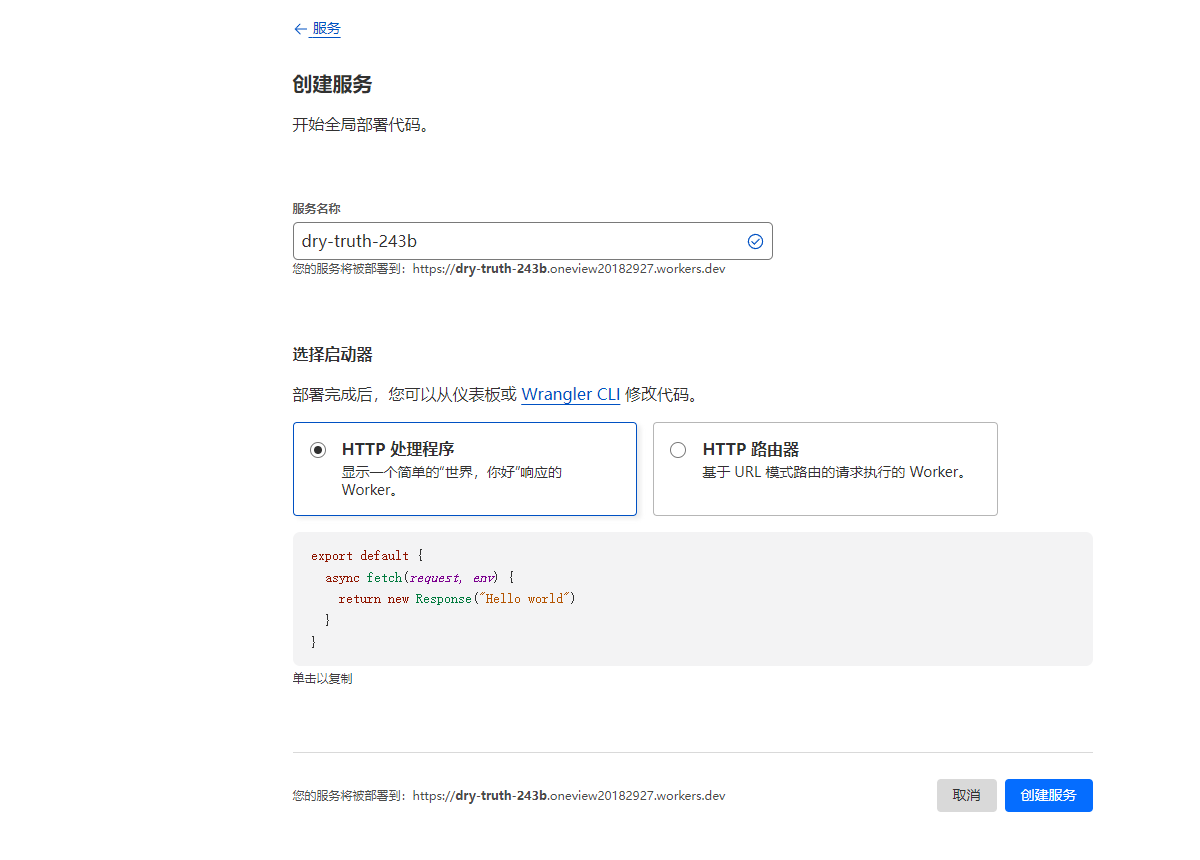 ← 服务
创建服务
开始全局部署代码。
服务名称
dry-truth-243b
您的服务将被部署到：https://dry-truth-243b.oneview20182927.workers.dev
选择启动器
部署完成后，您可以从仪表板或 Wrangler CLI 修改代码。
HTTP 处理程序
显示一个简单的“世界，你好”响应的
Worker。
HTTP 路由器
基于 URL 模式路由的请求执行的 Worker。
export default {
  async fetch(request, env) {
    return new Response("Hello world")
  }
}
单击以复制
您的服务将被部署到：https://dry-truth-243b.oneview20182927.workers.dev
取消
创建服务